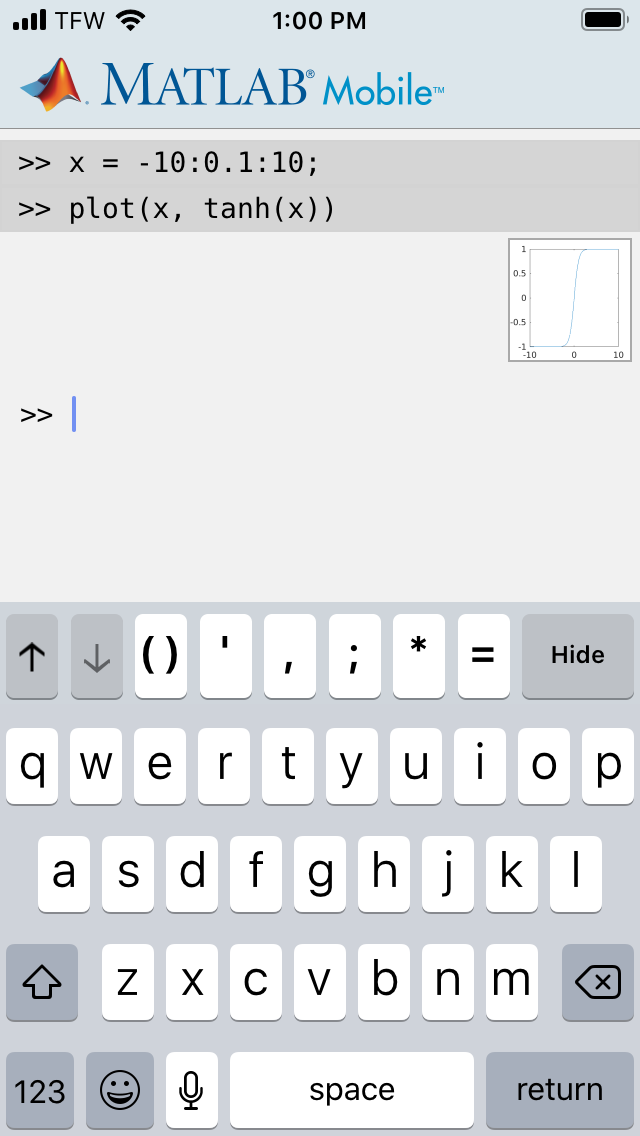 TFW 1:00 PM
MATLAB® Mobile™
>> x = -10:0.1:10;
>> plot(x, tanh(x))
1
0.5
0
-0.5
-1
-10 0 10
>>
↑ ↓ () ' , ; * = Hide
q w e r t y u i o p
a s d f g h j k l
z x c v b n m
123 space return